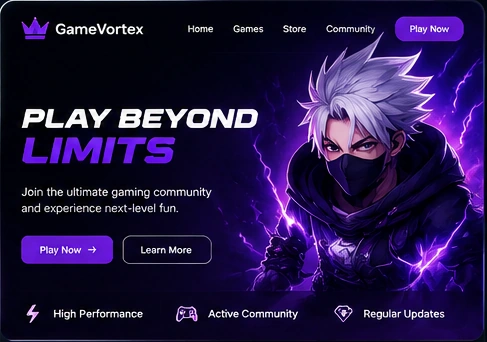 GameVortex
Home Games Store Community Play Now
PLAY BEYOND
LIMITS
Join the ultimate gaming community
and experience next-level fun.
Play Now → Learn More
High Performance Active Community Regular Updates